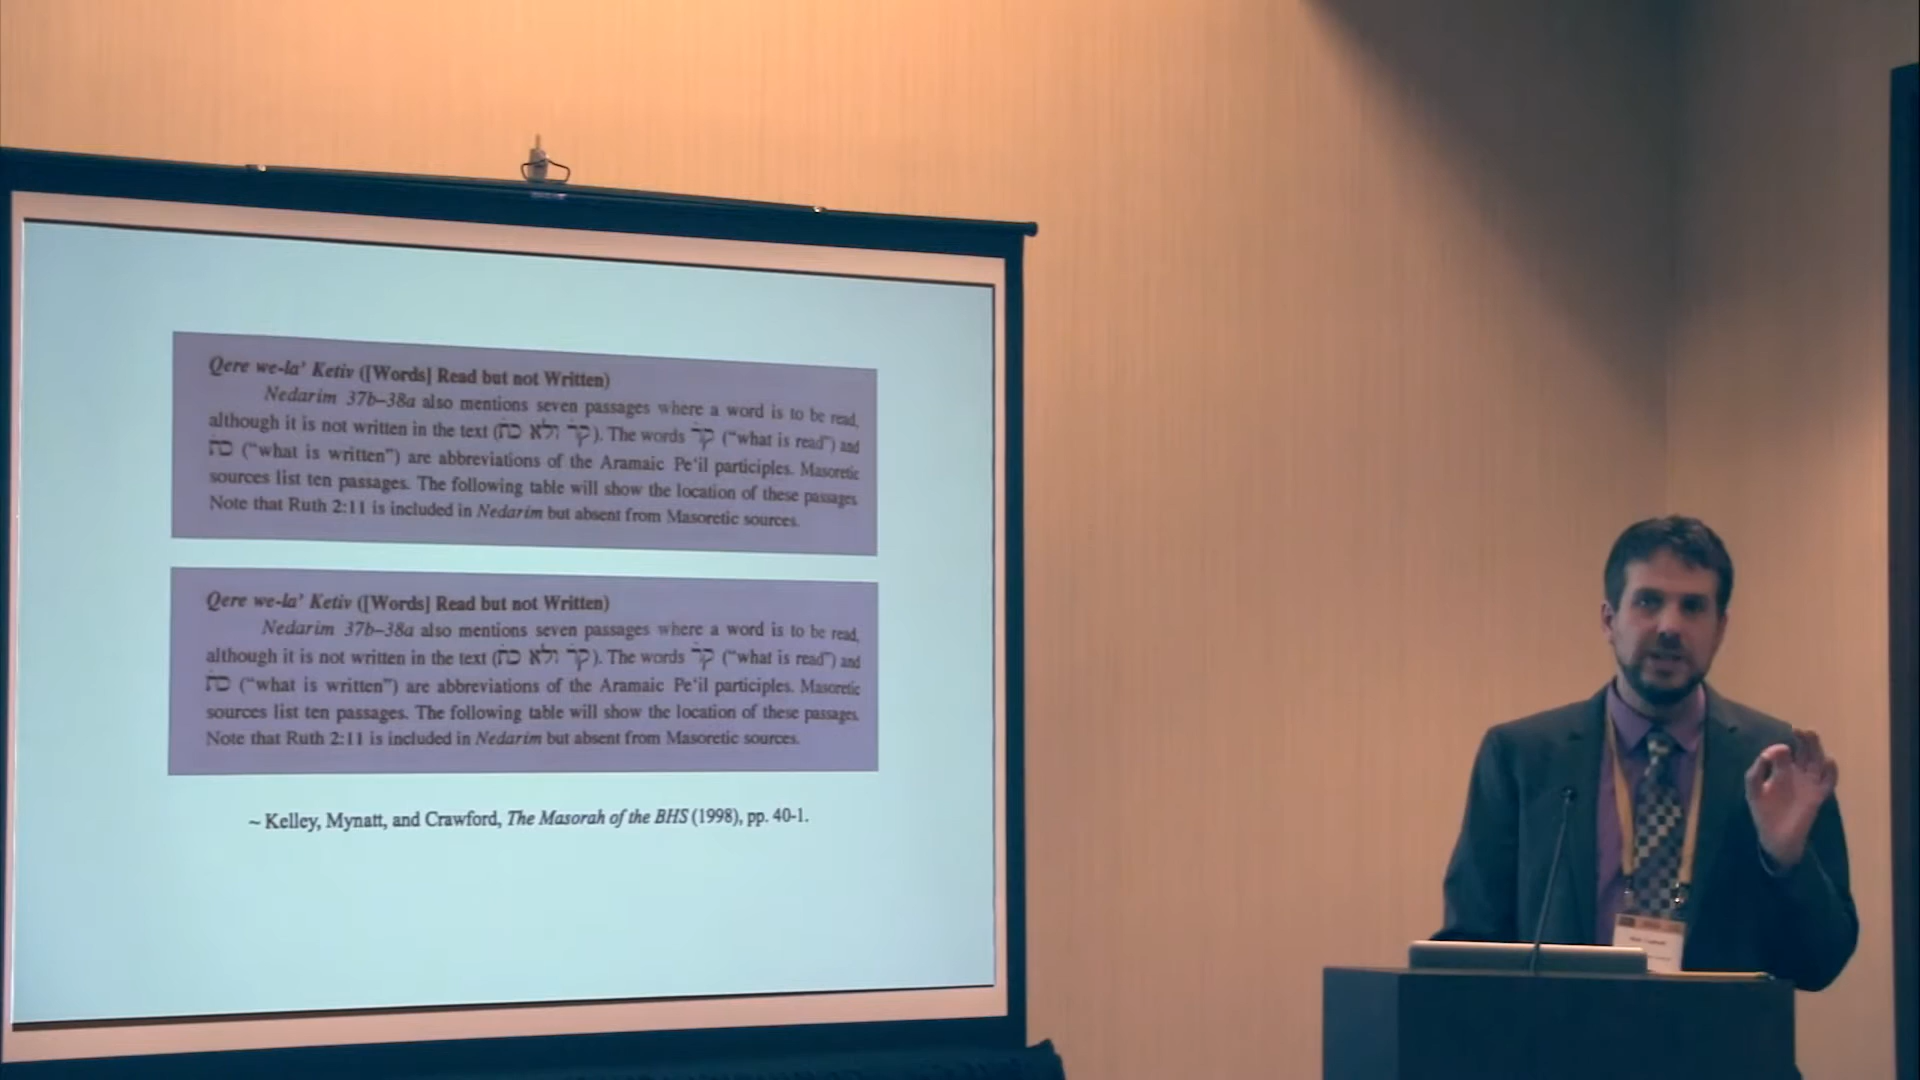 Qere we-la’ Ketiv ([Words] Read but not Written)
Nedarim 37b–38a also mentions seven passages where a word is to be read,
although it is not written in the text (קר̇ ולא כת̇). The words קר̇ (“what is read”) and
כת̇ (“what is written”) are abbreviations of the Aramaic Pe‘il participles. Masoretic
sources list ten passages. The following table will show the location of these passages.
Note that Ruth 2:11 is included in Nedarim but absent from Masoretic sources.
Qere we-la’ Ketiv ([Words] Read but not Written)
Nedarim 37b–38a also mentions seven passages where a word is to be read,
although it is not written in the text (קר̇ ולא כת̇). The words קר̇ (“what is read”) and
כת̇ (“what is written”) are abbreviations of the Aramaic Pe‘il participles. Masoretic
sources list ten passages. The following table will show the location of these passages.
Note that Ruth 2:11 is included in Nedarim but absent from Masoretic sources.
~ Kelley, Mynatt, and Crawford, The Masorah of the BHS (1998), pp. 40-1.